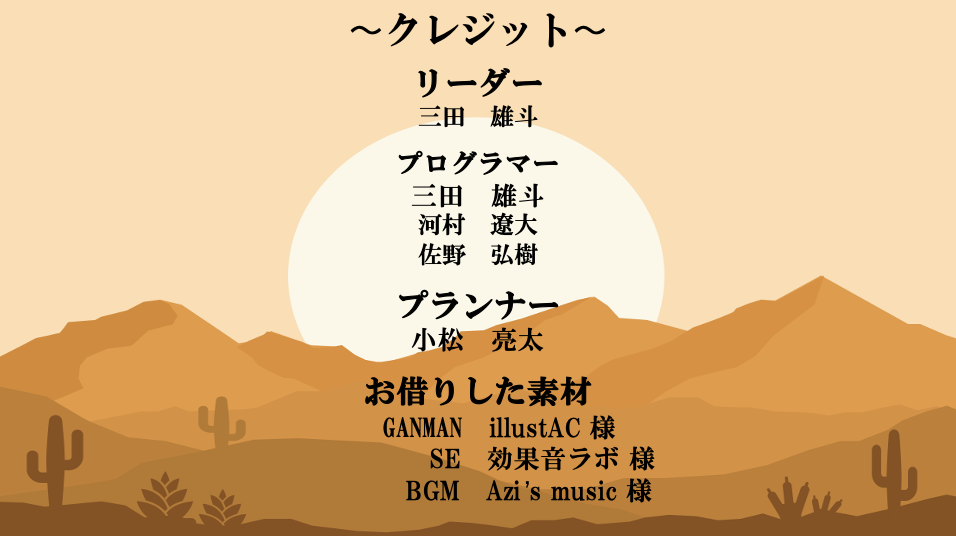 ～クレジット～
リーダー
三田　雄斗
プログラマー
三田　雄斗
河村　遼大
佐野　弘樹
プランナー
小松　亮太
お借りした素材
GANMAN　illustAC 様
SE　効果音ラボ 様
BGM　Azi's music 様